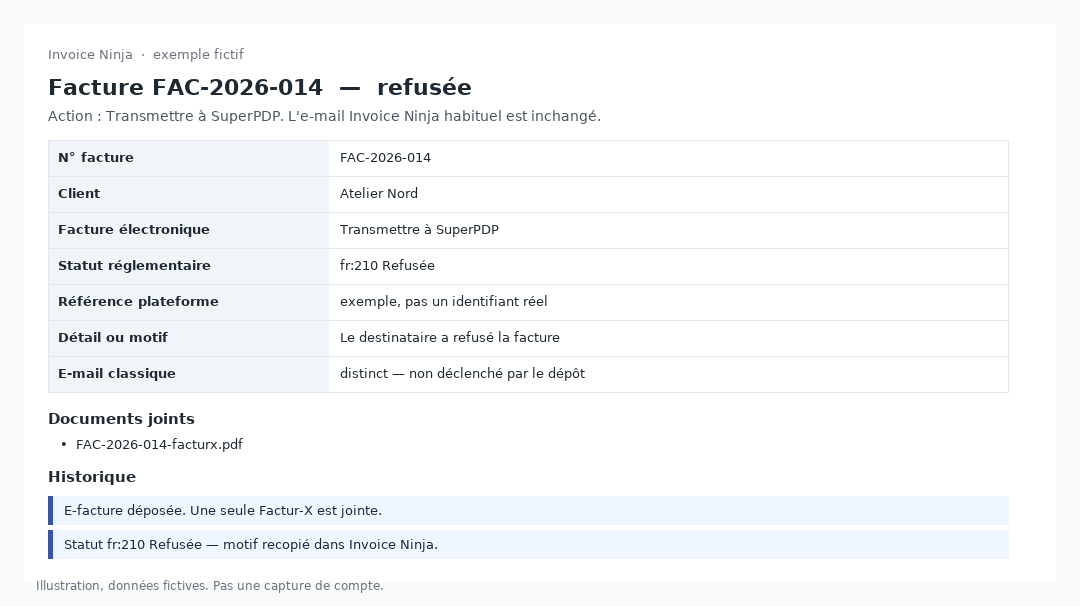 Invoice Ninja · exemple fictif
Facture FAC-2026-014 — refusée
Action : Transmettre à SuperPDP. L'e-mail Invoice Ninja habituel est inchangé.
N° facture FAC-2026-014
Client Atelier Nord
Facture électronique Transmettre à SuperPDP
Statut réglementaire fr:210 Refusée
Référence plateforme exemple, pas un identifiant réel
Détail ou motif Le destinataire a refusé la facture
E-mail classique distinct — non déclenché par le dépôt
Documents joints
• FAC-2026-014-facturx.pdf
Historique
E-facture déposée. Une seule Factur-X est jointe.
Statut fr:210 Refusée — motif recopié dans Invoice Ninja.
Illustration, données fictives. Pas une capture de compte.